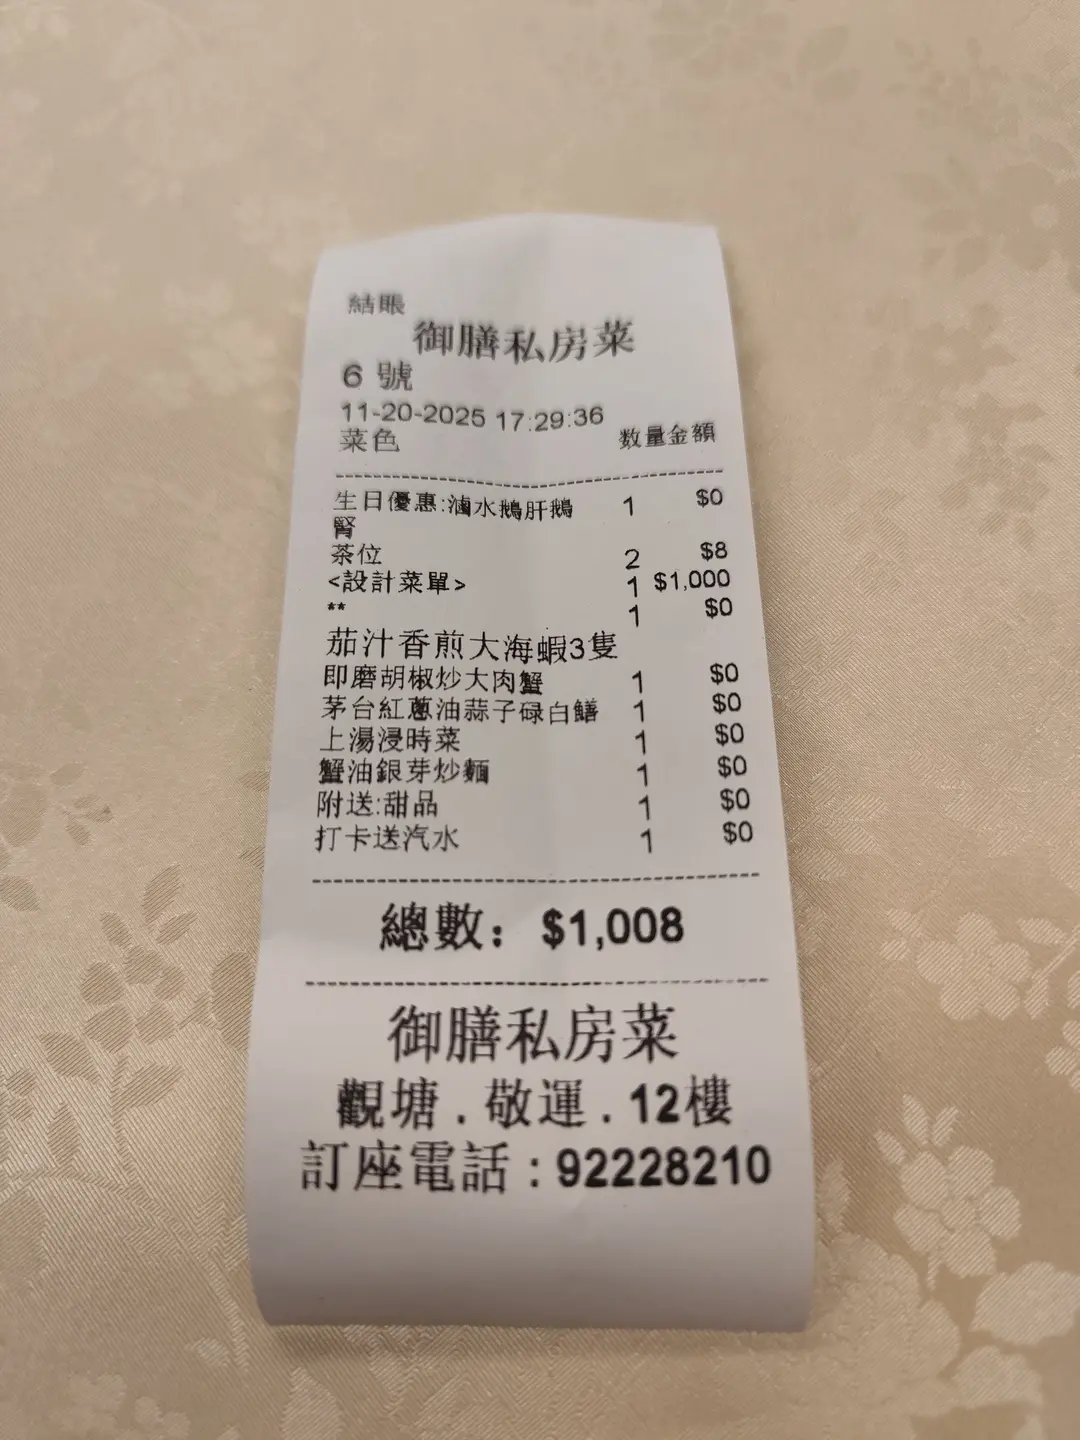 結賬
御膳私房菜
6 號
11-20-2025 17:29:36
菜色 数量金額
生日優惠:滷水鵝肝鵝 1 $0
腎
茶位 2 $8
<設計菜單> 1 $1,000
** 1 $0
茄汁香煎大海蝦3隻
即磨胡椒炒大肉蟹 1 $0
茅台紅蔥油蒜子碌白鱔 1 $0
上湯浸時菜 1 $0
蟹油銀芽炒麵 1 $0
附送:甜品 1 $0
打卡送汽水 1 $0
總數: $1,008
御膳私房菜
觀塘.敬運.12樓
訂座電話:92228210